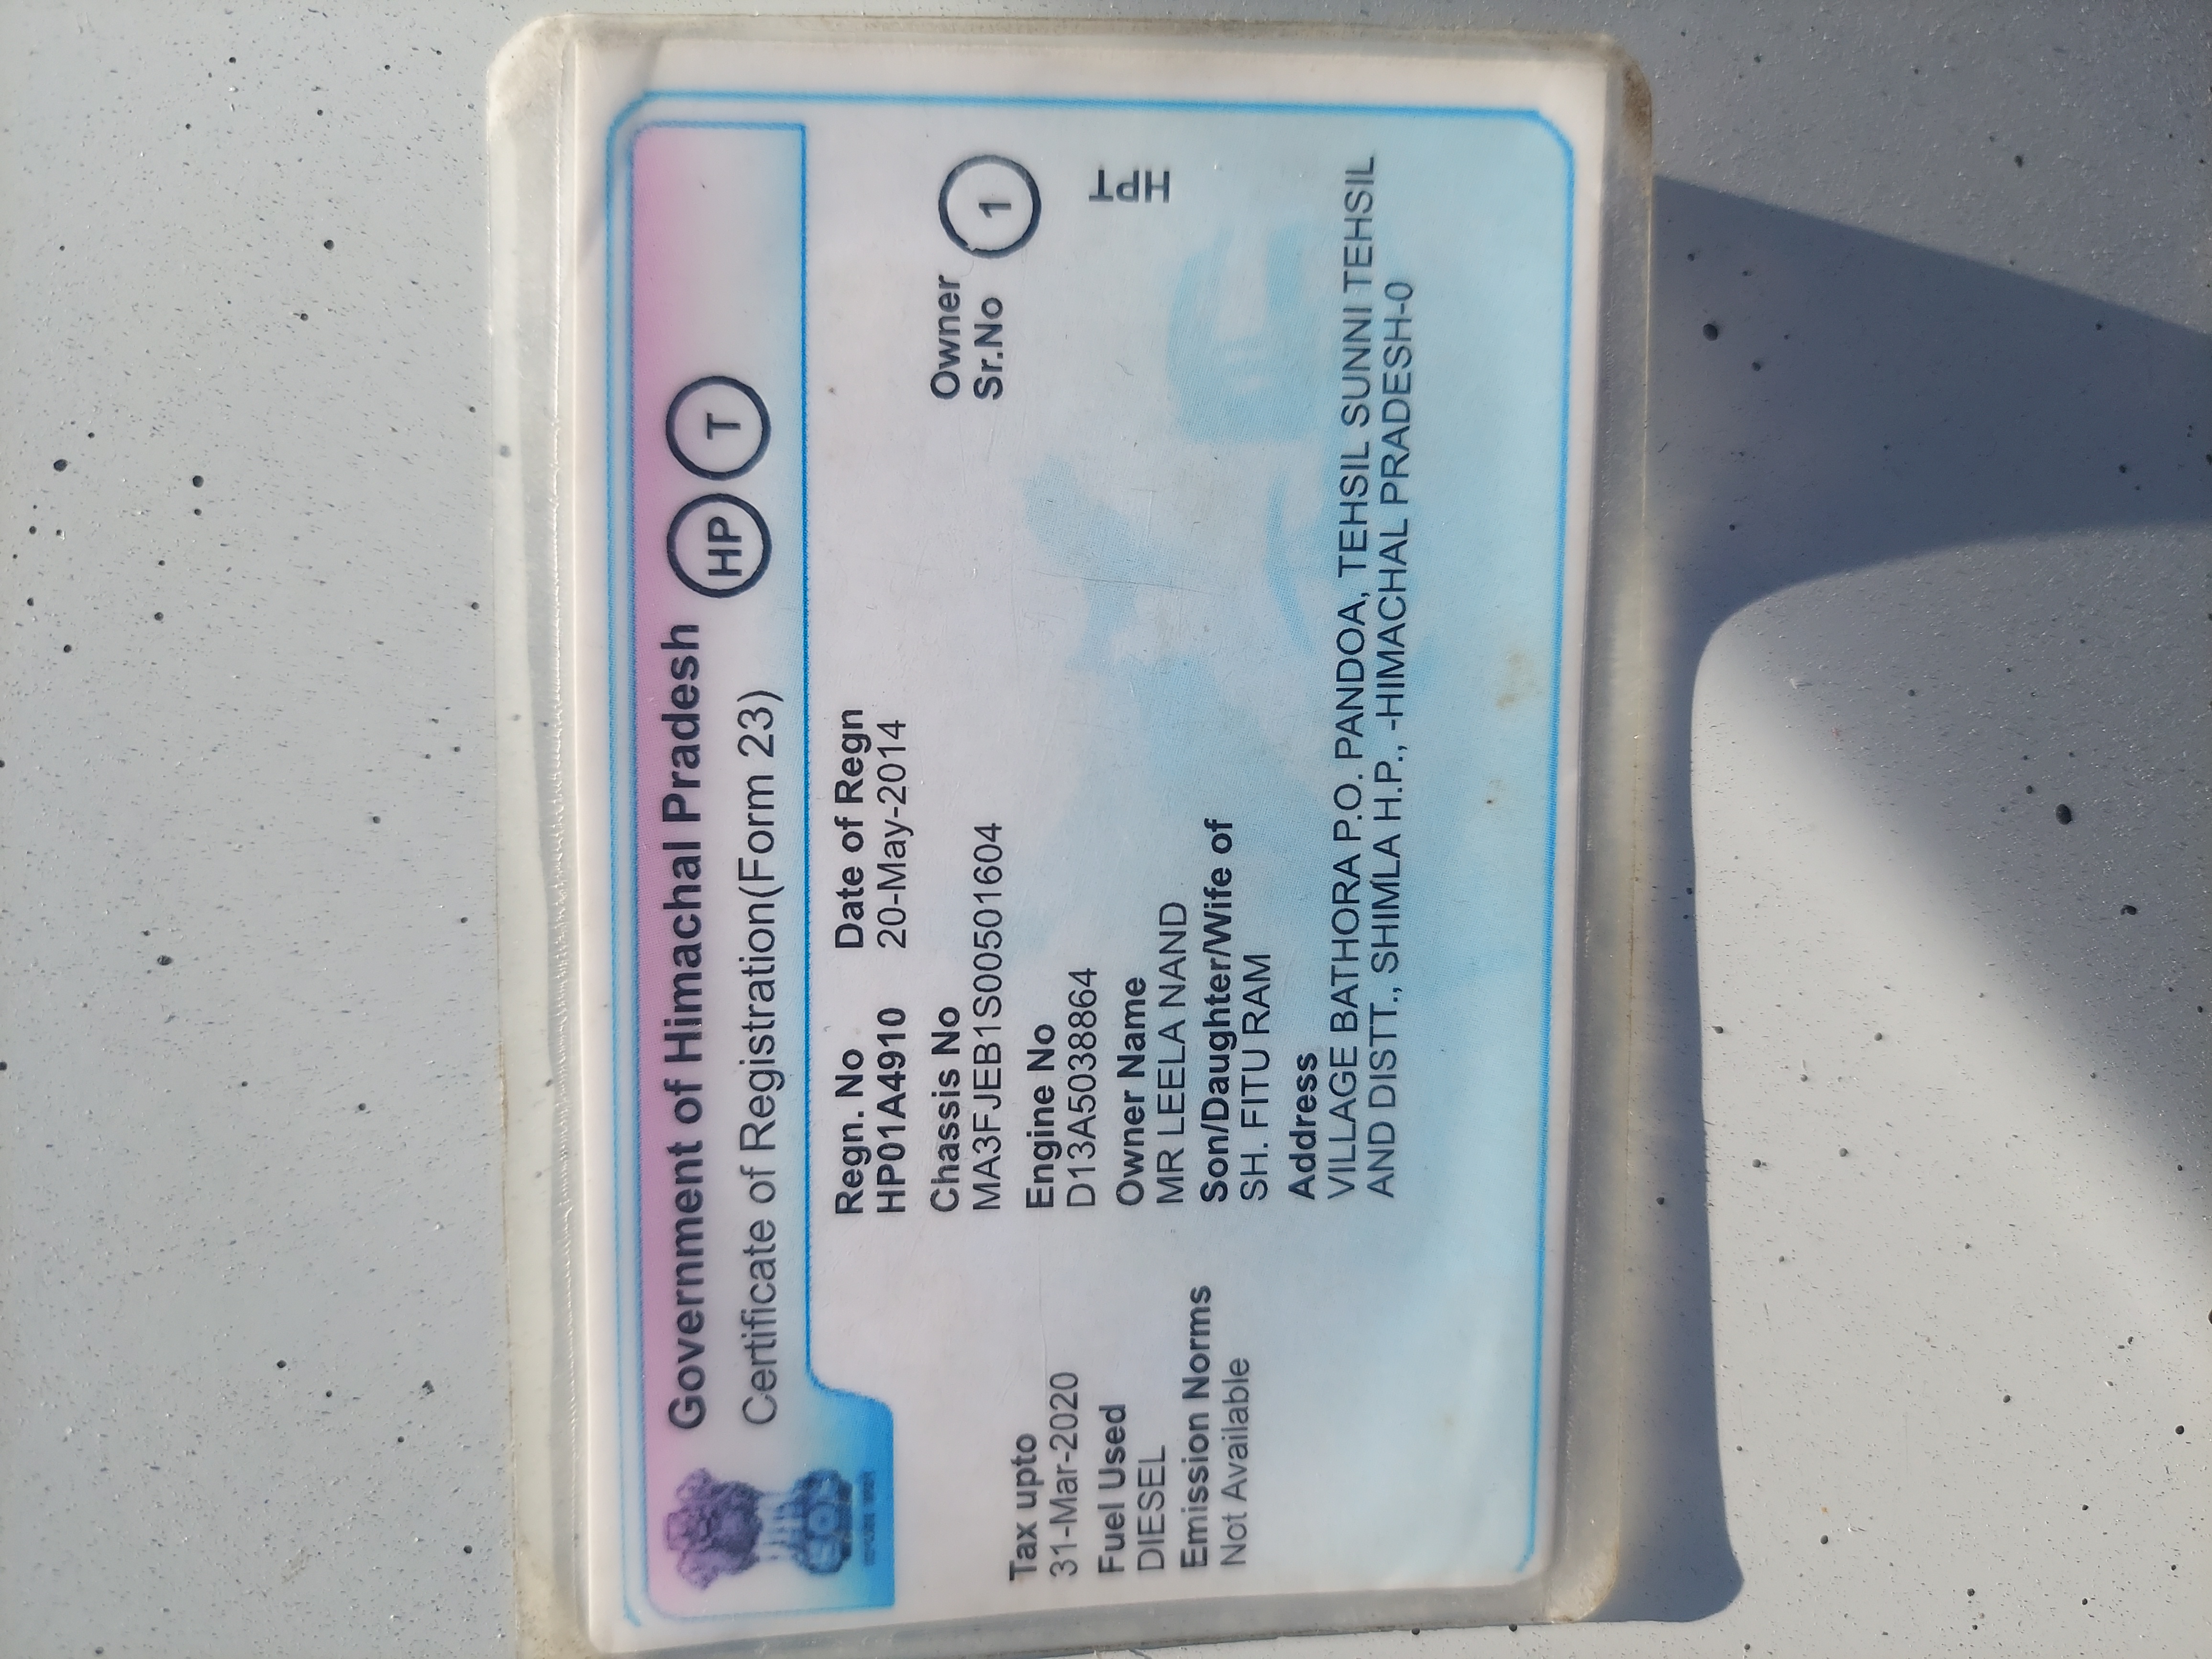 Government of Himachal Pradesh
Certificate of Registration(Form 23)
HP T
Regn. No Date of Regn
HP01A4910 20-May-2014
Chassis No
MA3FJEB1S00501604
Owner
Sr.No 1
Engine No
D13A5038864
HPT
Owner Name
MR LEELA NAND
Son/Daughter/Wife of
SH. FITU RAM
Address
VILLAGE BATHORA P.O. PANDOA, TEHSIL SUNNI TEHSIL
AND DISTT., SHIMLA H.P., -HIMACHAL PRADESH-0
Tax upto
31-Mar-2020
Fuel Used
DIESEL
Emission Norms
Not Available